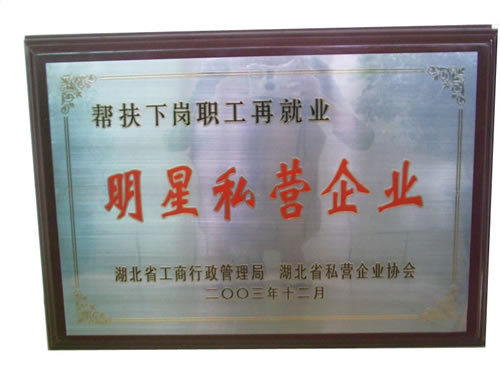 帮扶下岗职工再就业
明星私营企业
湖北省工商行政管理局 湖北省私营企业协会
二〇〇三年十二月